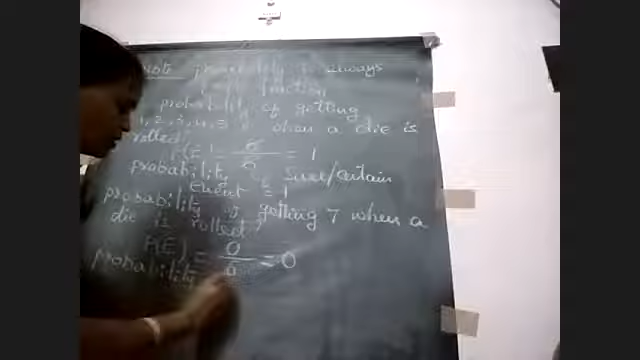 note probability is always
fraction
probability of getting
1, 2, 3, 4, 5, 6 when a die is
rolled?
P(E) = 6/6 = 1
probability of Sure/certain
Event = 1
probability of getting 7 when a
die is rolled?
P(E) = 0/6 = 0
probability